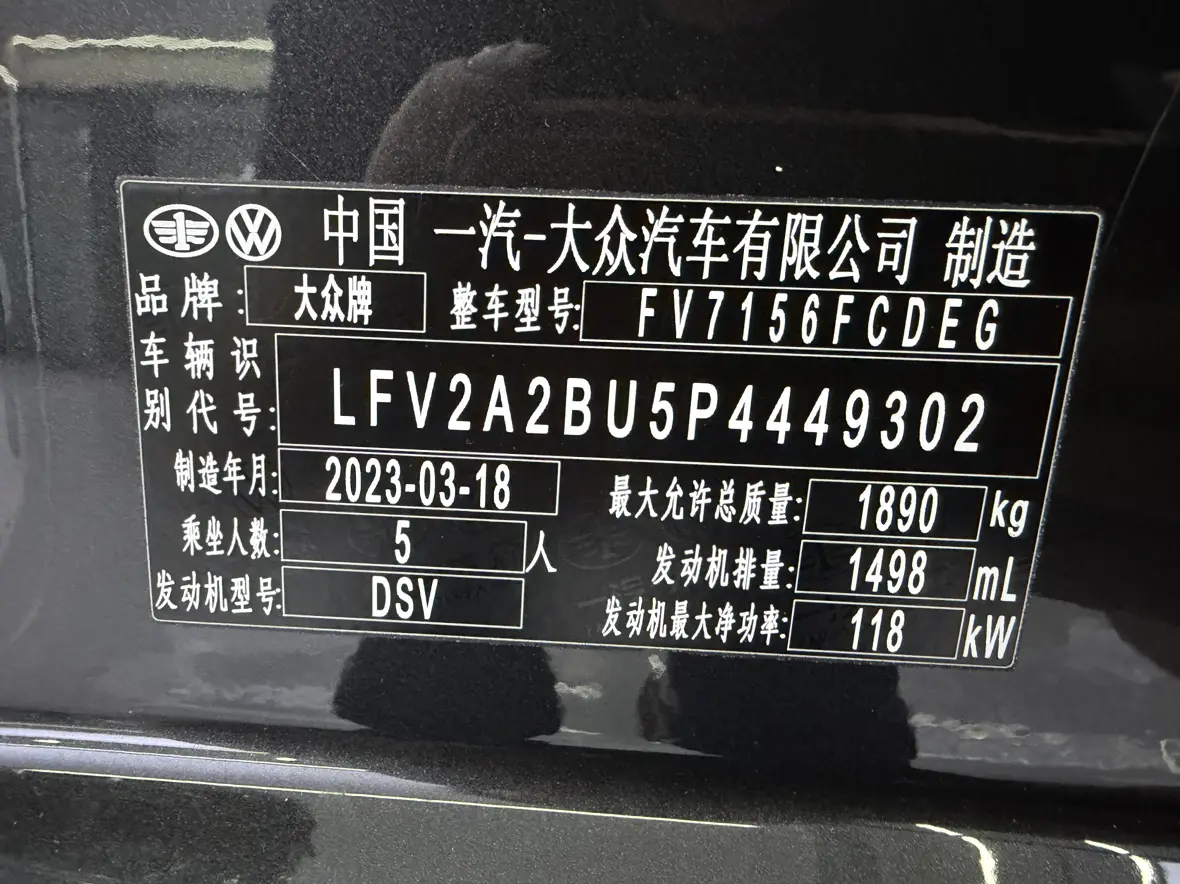 中国 一汽-大众汽车有限公司 制造
品牌: 大众牌 整车型号: FV7156FCDEG
车辆识别代号: LFV2A2BU5P4449302
制造年月: 2023-03-18 最大允许总质量: 1890 kg
乘坐人数: 5 人 发动机排量: 1498 mL
发动机型号: DSV 发动机最大净功率: 118 kW